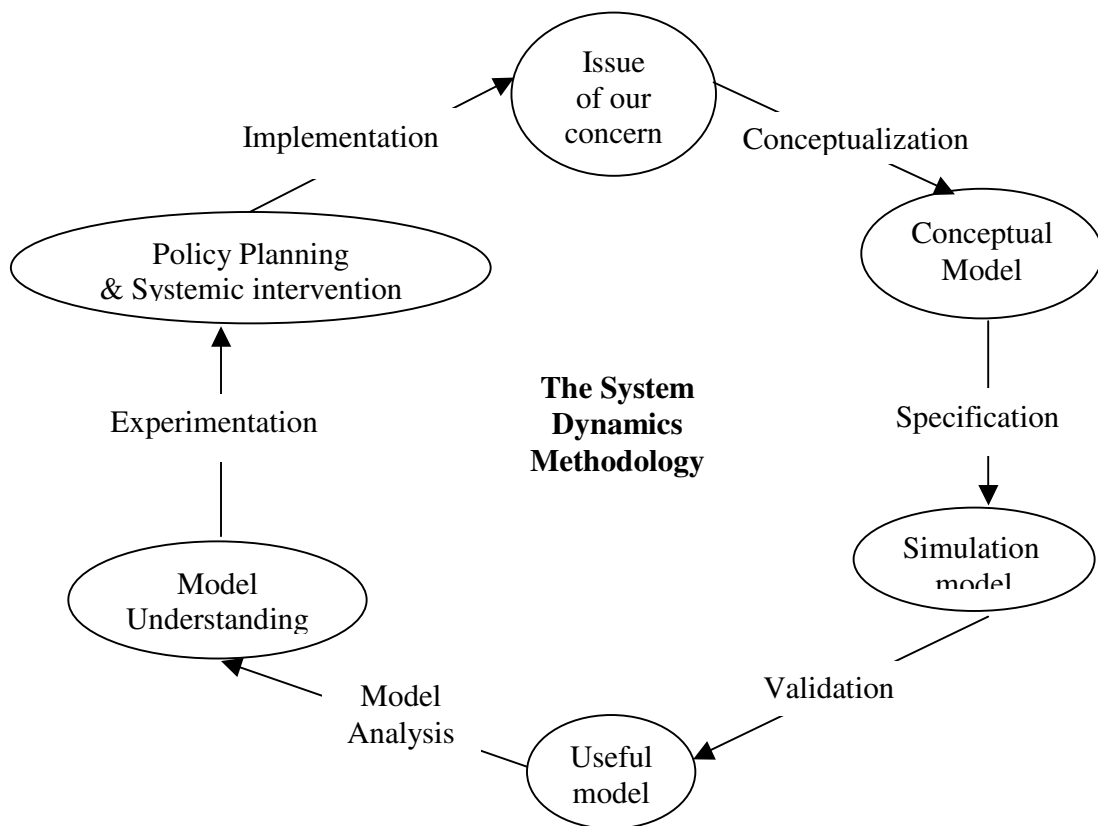 Issue
of our
concern
Implementation
Conceptualization
Policy Planning
& Systemic intervention
Conceptual
Model
The System
Dynamics
Methodology
Experimentation
Specification
Model
Understanding
Simulation
model
Model
Analysis
Validation
Useful
model